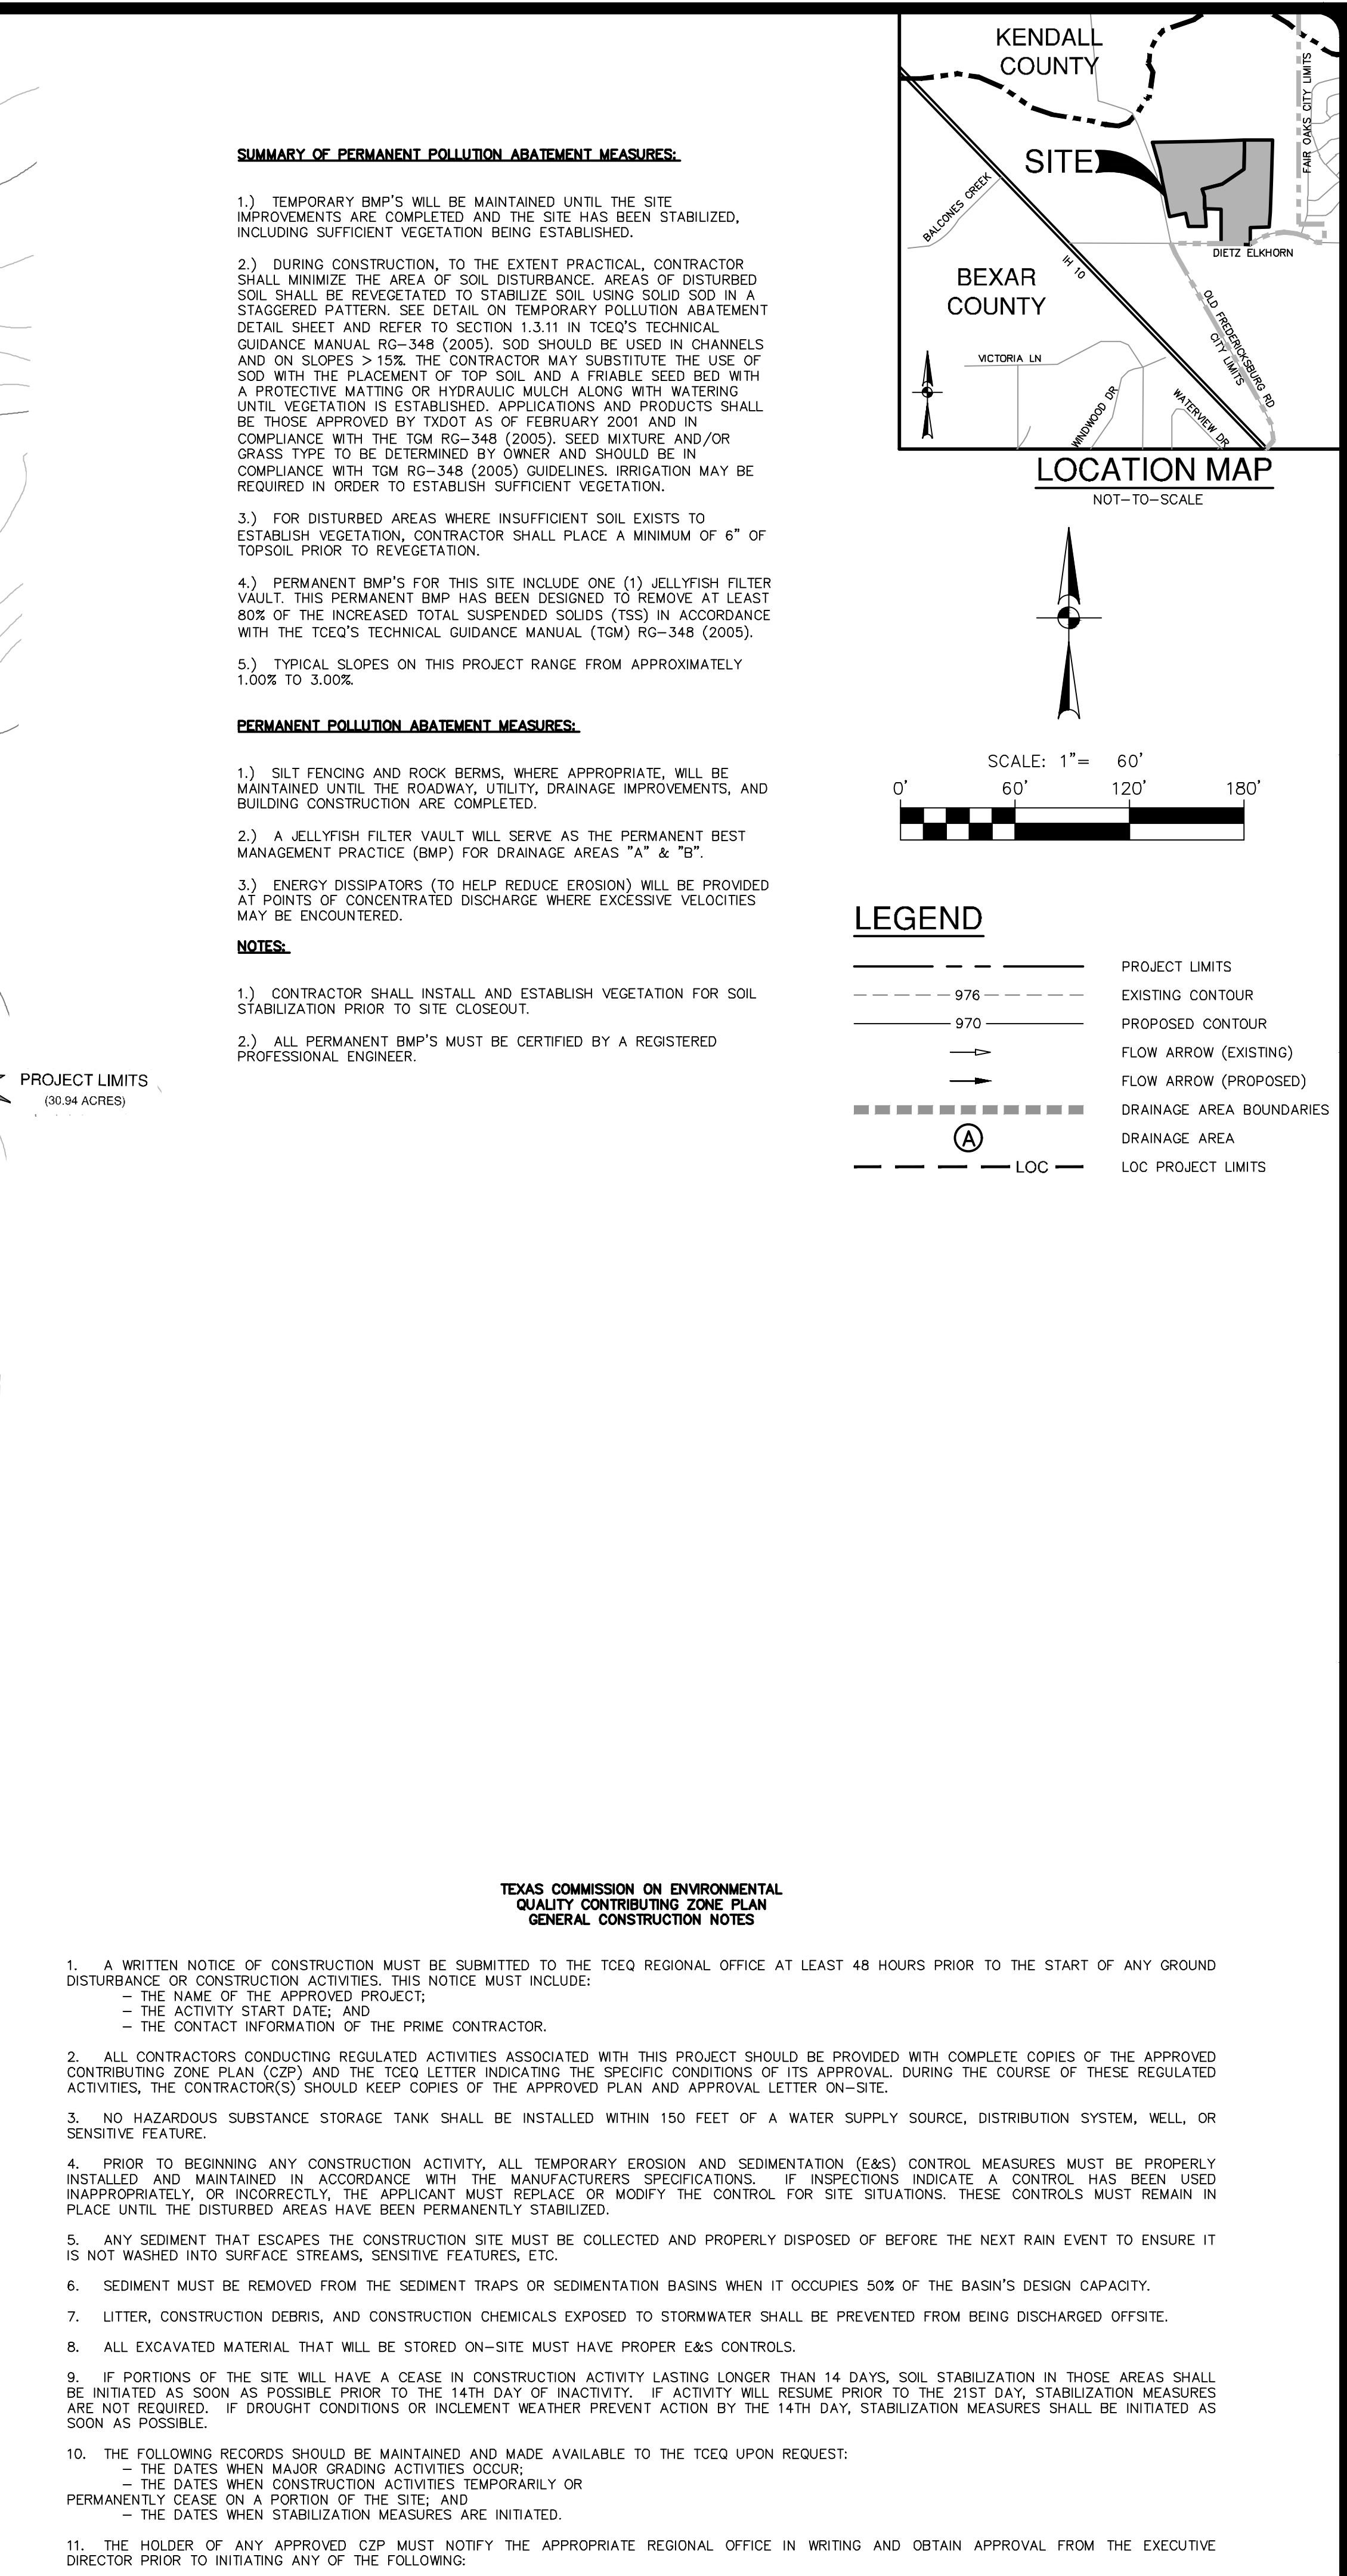 SUMMARY OF PERMANENT POLLUTION ABATEMENT MEASURES:
1.) TEMPORARY BMP'S WILL BE MAINTAINED UNTIL THE SITE
IMPROVEMENTS ARE COMPLETED AND THE SITE HAS BEEN STABILIZED,
INCLUDING SUFFICIENT VEGETATION BEING ESTABLISHED.
2.) DURING CONSTRUCTION, TO THE EXTENT PRACTICAL, CONTRACTOR
SHALL MINIMIZE THE AREA OF SOIL DISTURBANCE. AREAS OF DISTURBED
SOIL SHALL BE REVEGETATED TO STABILIZE SOIL USING SOLID SOD IN A
STAGGERED PATTERN. SEE DETAIL ON TEMPORARY POLLUTION ABATEMENT
DETAIL SHEET AND REFER TO SECTION 1.3.11 IN TCEQ'S TECHNICAL
GUIDANCE MANUAL RG-348 (2005). SOD SHOULD BE USED IN CHANNELS
AND ON SLOPES > 15%. THE CONTRACTOR MAY SUBSTITUTE THE USE OF
SOD WITH THE PLACEMENT OF TOP SOIL AND A FRIABLE SEED BED WITH
A PROTECTIVE MATTING OR HYDRAULIC MULCH ALONG WITH WATERING
UNTIL VEGETATION IS ESTABLISHED. APPLICATIONS AND PRODUCTS SHALL
BE THOSE APPROVED BY TXDOT AS OF FEBRUARY 2001 AND IN
COMPLIANCE WITH THE TGM RG-348 (2005). SEED MIXTURE AND/OR
GRASS TYPE TO BE DETERMINED BY OWNER AND SHOULD BE IN
COMPLIANCE WITH TGM RG-348 (2005) GUIDELINES. IRRIGATION MAY BE
REQUIRED IN ORDER TO ESTABLISH SUFFICIENT VEGETATION.
3.) FOR DISTURBED AREAS WHERE INSUFFICIENT SOIL EXISTS TO
ESTABLISH VEGETATION, CONTRACTOR SHALL PLACE A MINIMUM OF 6" OF
TOPSOIL PRIOR TO REVEGETATION.
4.) PERMANENT BMP'S FOR THIS SITE INCLUDE ONE (1) JELLYFISH FILTER
VAULT. THIS PERMANENT BMP HAS BEEN DESIGNED TO REMOVE AT LEAST
80% OF THE INCREASED TOTAL SUSPENDED SOLIDS (TSS) IN ACCORDANCE
WITH THE TCEQ'S TECHNICAL GUIDANCE MANUAL (TGM) RG-348 (2005).
5.) TYPICAL SLOPES ON THIS PROJECT RANGE FROM APPROXIMATELY
1.00% TO 3.00%.
PERMANENT POLLUTION ABATEMENT MEASURES:
1.) SILT FENCING AND ROCK BERMS, WHERE APPROPRIATE, WILL BE
MAINTAINED UNTIL THE ROADWAY, UTILITY, DRAINAGE IMPROVEMENTS, AND
BUILDING CONSTRUCTION ARE COMPLETED.
2.) A JELLYFISH FILTER VAULT WILL SERVE AS THE PERMANENT BEST
MANAGEMENT PRACTICE (BMP) FOR DRAINAGE AREAS "A" & "B".
3.) ENERGY DISSIPATORS (TO HELP REDUCE EROSION) WILL BE PROVIDED
AT POINTS OF CONCENTRATED DISCHARGE WHERE EXCESSIVE VELOCITIES
MAY BE ENCOUNTERED.
NOTES:
1.) CONTRACTOR SHALL INSTALL AND ESTABLISH VEGETATION FOR SOIL
STABILIZATION PRIOR TO SITE CLOSEOUT.
2.) ALL PERMANENT BMP'S MUST BE CERTIFIED BY A REGISTERED
PROFESSIONAL ENGINEER.
PROJECT LIMITS
(30.94 ACRES)
KENDALL
COUNTY
FAIR OAKS CITY LIMITS
SITE
BALCONES CREEK
DIETZ ELKHORN
IH 10
BEXAR
COUNTY
OLD FREDERICKSBURG RD
CITY LIMITS
VICTORIA LN
WINDWOOD DR
WATERVIEW DR
LOCATION MAP
NOT-TO-SCALE
SCALE: 1"= 60'
0' 60' 120' 180'
LEGEND
PROJECT LIMITS
976 EXISTING CONTOUR
970 PROPOSED CONTOUR
FLOW ARROW (EXISTING)
FLOW ARROW (PROPOSED)
DRAINAGE AREA BOUNDARIES
A DRAINAGE AREA
LOC LOC PROJECT LIMITS
TEXAS COMMISSION ON ENVIRONMENTAL
QUALITY CONTRIBUTING ZONE PLAN
GENERAL CONSTRUCTION NOTES
1. A WRITTEN NOTICE OF CONSTRUCTION MUST BE SUBMITTED TO THE TCEQ REGIONAL OFFICE AT LEAST 48 HOURS PRIOR TO THE START OF ANY GROUND
DISTURBANCE OR CONSTRUCTION ACTIVITIES. THIS NOTICE MUST INCLUDE:
– THE NAME OF THE APPROVED PROJECT;
– THE ACTIVITY START DATE; AND
– THE CONTACT INFORMATION OF THE PRIME CONTRACTOR.
2. ALL CONTRACTORS CONDUCTING REGULATED ACTIVITIES ASSOCIATED WITH THIS PROJECT SHOULD BE PROVIDED WITH COMPLETE COPIES OF THE APPROVED
CONTRIBUTING ZONE PLAN (CZP) AND THE TCEQ LETTER INDICATING THE SPECIFIC CONDITIONS OF ITS APPROVAL. DURING THE COURSE OF THESE REGULATED
ACTIVITIES, THE CONTRACTOR(S) SHOULD KEEP COPIES OF THE APPROVED PLAN AND APPROVAL LETTER ON-SITE.
3. NO HAZARDOUS SUBSTANCE STORAGE TANK SHALL BE INSTALLED WITHIN 150 FEET OF A WATER SUPPLY SOURCE, DISTRIBUTION SYSTEM, WELL, OR
SENSITIVE FEATURE.
4. PRIOR TO BEGINNING ANY CONSTRUCTION ACTIVITY, ALL TEMPORARY EROSION AND SEDIMENTATION (E&S) CONTROL MEASURES MUST BE PROPERLY
INSTALLED AND MAINTAINED IN ACCORDANCE WITH THE MANUFACTURERS SPECIFICATIONS. IF INSPECTIONS INDICATE A CONTROL HAS BEEN USED
INAPPROPRIATELY, OR INCORRECTLY, THE APPLICANT MUST REPLACE OR MODIFY THE CONTROL FOR SITE SITUATIONS. THESE CONTROLS MUST REMAIN IN
PLACE UNTIL THE DISTURBED AREAS HAVE BEEN PERMANENTLY STABILIZED.
5. ANY SEDIMENT THAT ESCAPES THE CONSTRUCTION SITE MUST BE COLLECTED AND PROPERLY DISPOSED OF BEFORE THE NEXT RAIN EVENT TO ENSURE IT
IS NOT WASHED INTO SURFACE STREAMS, SENSITIVE FEATURES, ETC.
6. SEDIMENT MUST BE REMOVED FROM THE SEDIMENT TRAPS OR SEDIMENTATION BASINS WHEN IT OCCUPIES 50% OF THE BASIN'S DESIGN CAPACITY.
7. LITTER, CONSTRUCTION DEBRIS, AND CONSTRUCTION CHEMICALS EXPOSED TO STORMWATER SHALL BE PREVENTED FROM BEING DISCHARGED OFFSITE.
8. ALL EXCAVATED MATERIAL THAT WILL BE STORED ON-SITE MUST HAVE PROPER E&S CONTROLS.
9. IF PORTIONS OF THE SITE WILL HAVE A CEASE IN CONSTRUCTION ACTIVITY LASTING LONGER THAN 14 DAYS, SOIL STABILIZATION IN THOSE AREAS SHALL
BE INITIATED AS SOON AS POSSIBLE PRIOR TO THE 14TH DAY OF INACTIVITY. IF ACTIVITY WILL RESUME PRIOR TO THE 21ST DAY, STABILIZATION MEASURES
ARE NOT REQUIRED. IF DROUGHT CONDITIONS OR INCLEMENT WEATHER PREVENT ACTION BY THE 14TH DAY, STABILIZATION MEASURES SHALL BE INITIATED AS
SOON AS POSSIBLE.
10. THE FOLLOWING RECORDS SHOULD BE MAINTAINED AND MADE AVAILABLE TO THE TCEQ UPON REQUEST:
– THE DATES WHEN MAJOR GRADING ACTIVITIES OCCUR;
– THE DATES WHEN CONSTRUCTION ACTIVITIES TEMPORARILY OR
PERMANENTLY CEASE ON A PORTION OF THE SITE; AND
– THE DATES WHEN STABILIZATION MEASURES ARE INITIATED.
11. THE HOLDER OF ANY APPROVED CZP MUST NOTIFY THE APPROPRIATE REGIONAL OFFICE IN WRITING AND OBTAIN APPROVAL FROM THE EXECUTIVE
DIRECTOR PRIOR TO INITIATING ANY OF THE FOLLOWING: